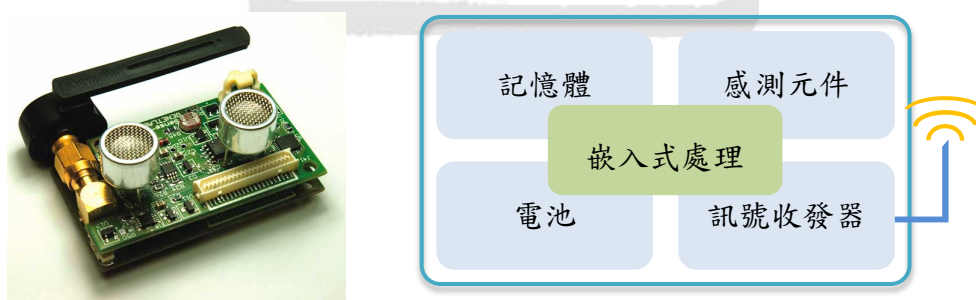 記憶體
感測元件
嵌入式處理
電池
訊號收發器